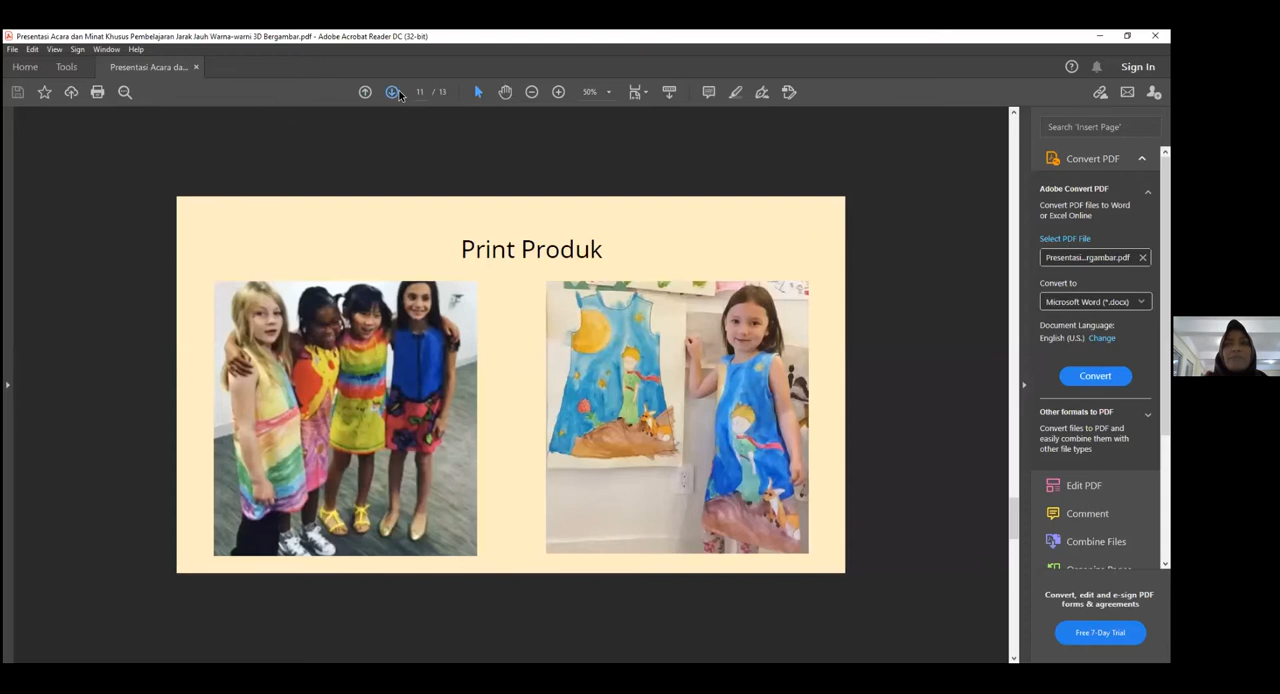 Presentasi Acara dan Minat Khusus Pembelajaran Jarak Jauh Warna-warni 3D Bergambar.pdf - Adobe Acrobat Reader DC (32-bit)
File Edit View Sign Window Help
Home Tools Presentasi Acara da... × Sign In
11 / 13 50%
Search 'Insert Page'
Convert PDF
Adobe Convert PDF
Convert PDF files to Word
or Excel Online
Select PDF File
Presentasi...rgambar.pdf
Convert to
Microsoft Word (*.docx)
Document Language:
English (U.S.) Change
Convert
Other formats to PDF
Convert files to PDF and
easily combine them with
other file types
Edit PDF
Comment
Combine Files
Organize Pages
Convert, edit and e-sign PDF
forms & agreements
Free 7-Day Trial
Print Produk